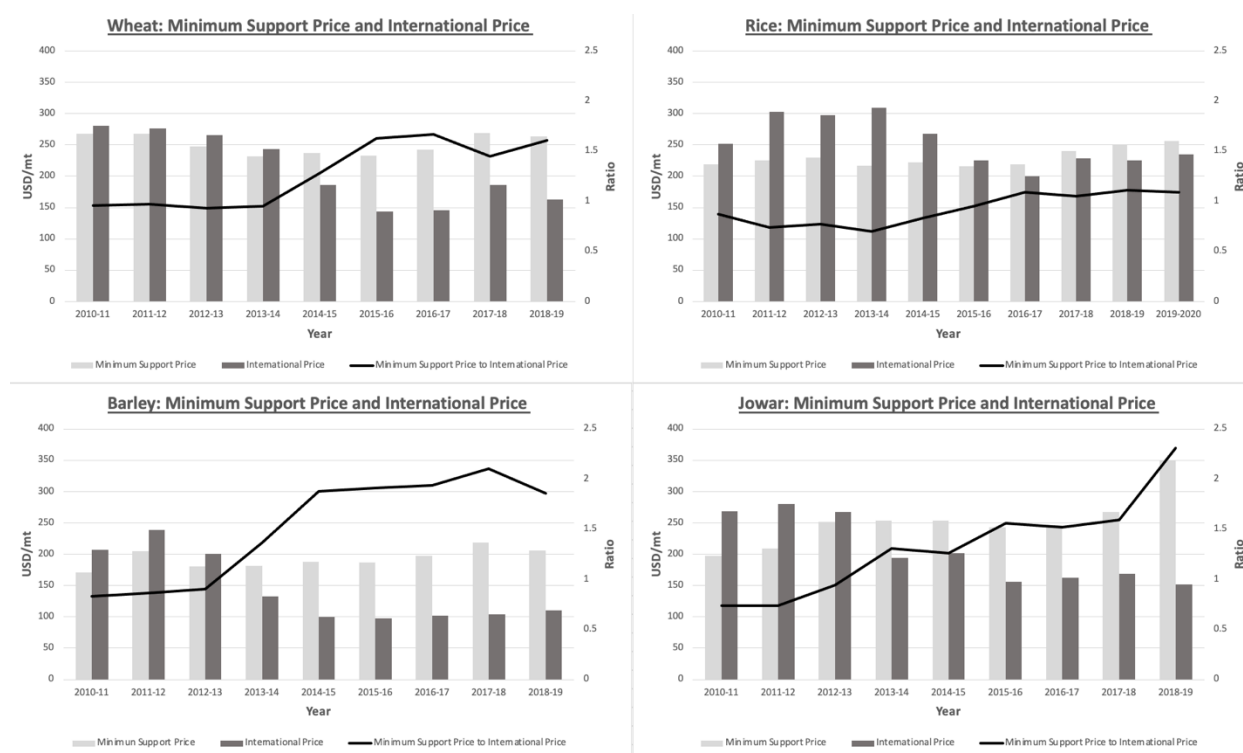 Wheat: Minimum Support Price and International Price
400
350
300
250
200
150
100
50
0
USD/mt
2.5
2
1.5
1
0.5
0
Ratio
2010-11 2011-12 2012-13 2013-14 2014-15 2015-16 2016-17 2017-18 2018-19
Year
Minimum Support Price International Price Minimum Support Price to International Price
Rice: Minimum Support Price and International Price
400
350
300
250
200
150
100
50
0
USD/mt
2.5
2
1.5
1
0.5
0
Ratio
2010-11 2011-12 2012-13 2013-14 2014-15 2015-16 2016-17 2017-18 2018-19 2019-2020
Year
Minimum Support Price International Price Minimum Support Price to International Price
Barley: Minimum Support Price and International Price
400
350
300
250
200
150
100
50
0
USD/mt
2.5
2
1.5
1
0.5
0
Ratio
2010-11 2011-12 2012-13 2013-14 2014-15 2015-16 2016-17 2017-18 2018-19
Year
Minimun Support Price International Price Minimum Support Price to International Price
Jowar: Minimum Support Price and International Price
400
350
300
250
200
150
100
50
0
USD/mt
2.5
2
1.5
1
0.5
0
Ratio
2010-11 2011-12 2012-13 2013-14 2014-15 2015-16 2016-17 2017-18 2018-19
Year
Minimum Support Price International Price Minimum Support Price to International Price